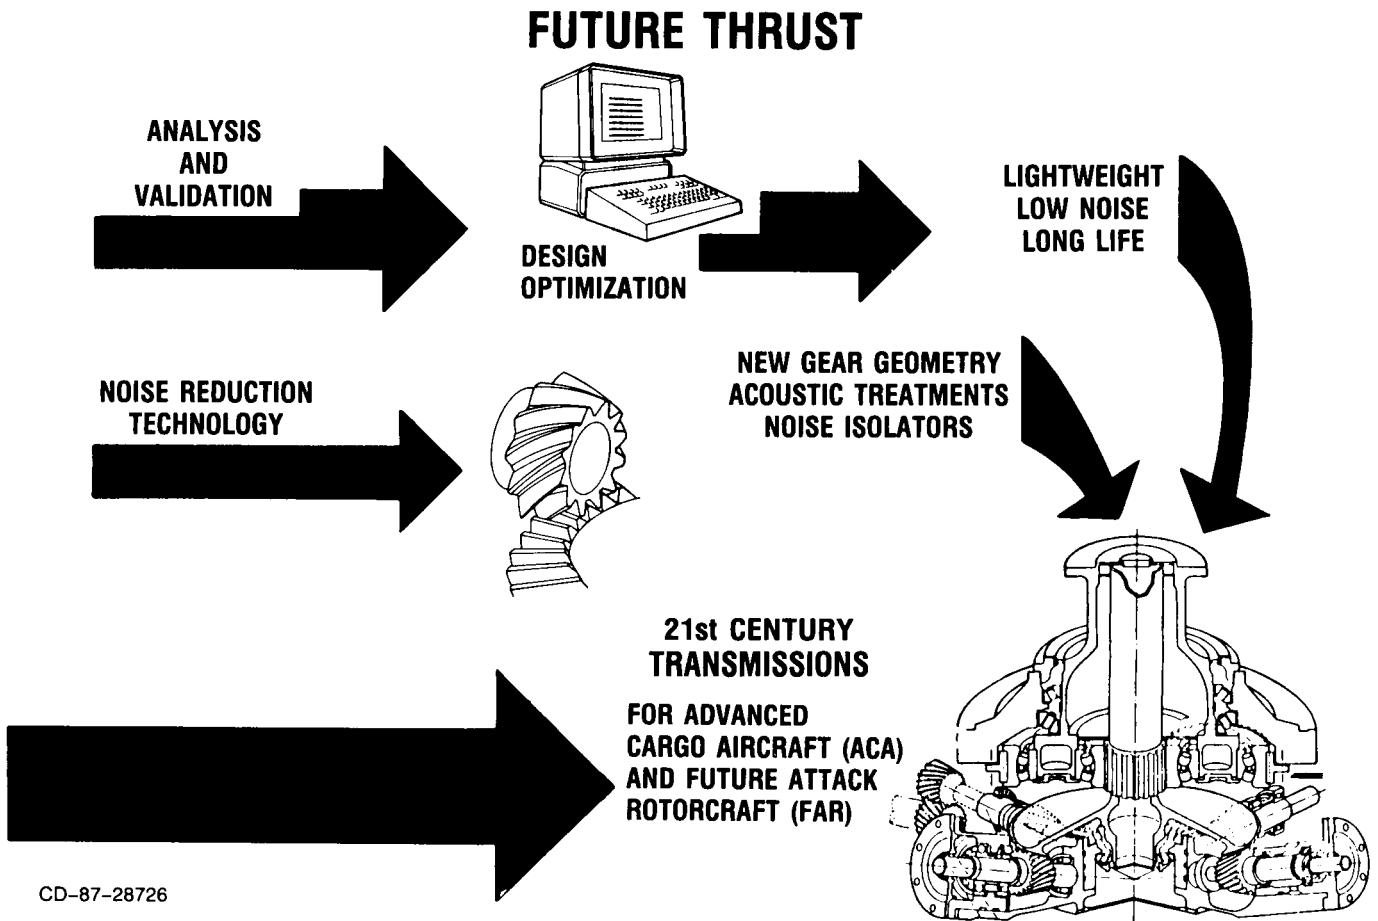 FUTURE THRUST
ANALYSIS
AND
VALIDATION
DESIGN
OPTIMIZATION
LIGHTWEIGHT
LOW NOISE
LONG LIFE
NOISE REDUCTION
TECHNOLOGY
NEW GEAR GEOMETRY
ACOUSTIC TREATMENTS
NOISE ISOLATORS
21st CENTURY
TRANSMISSIONS
FOR ADVANCED
CARGO AIRCRAFT (ACA)
AND FUTURE ATTACK
ROTORCRAFT (FAR)
CD-87-28726